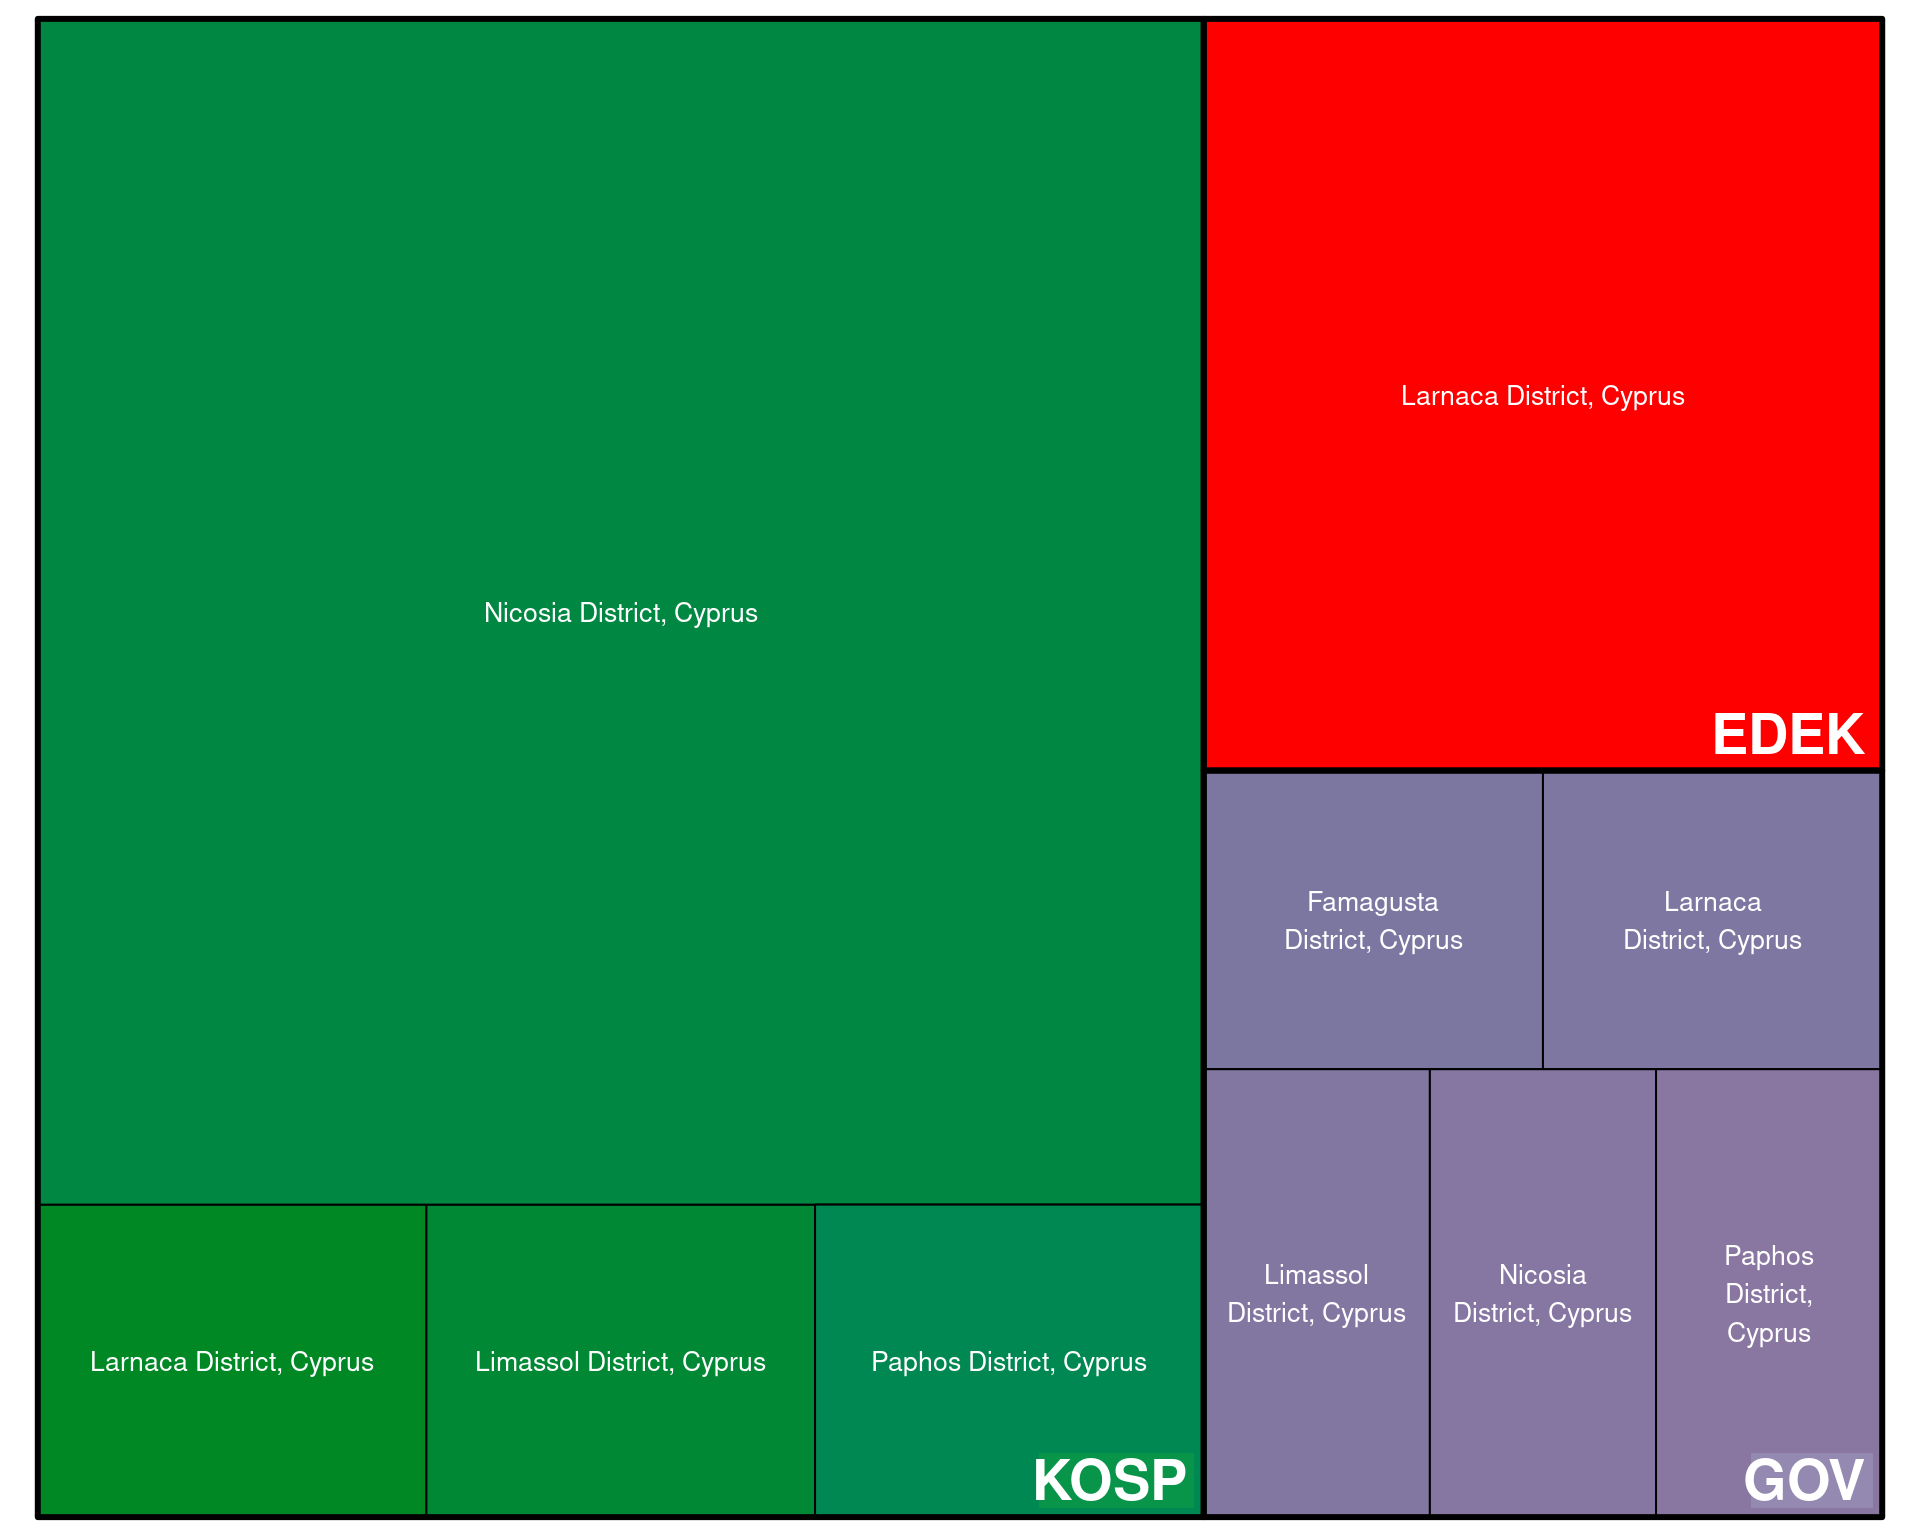 Nicosia District, Cyprus
Larnaca District, Cyprus
Limassol District, Cyprus
Paphos District, Cyprus
KOSP
Larnaca District, Cyprus
EDEK
Famagusta
District, Cyprus
Larnaca
District, Cyprus
Limassol
District, Cyprus
Nicosia
District, Cyprus
Paphos
District,
Cyprus
GOV